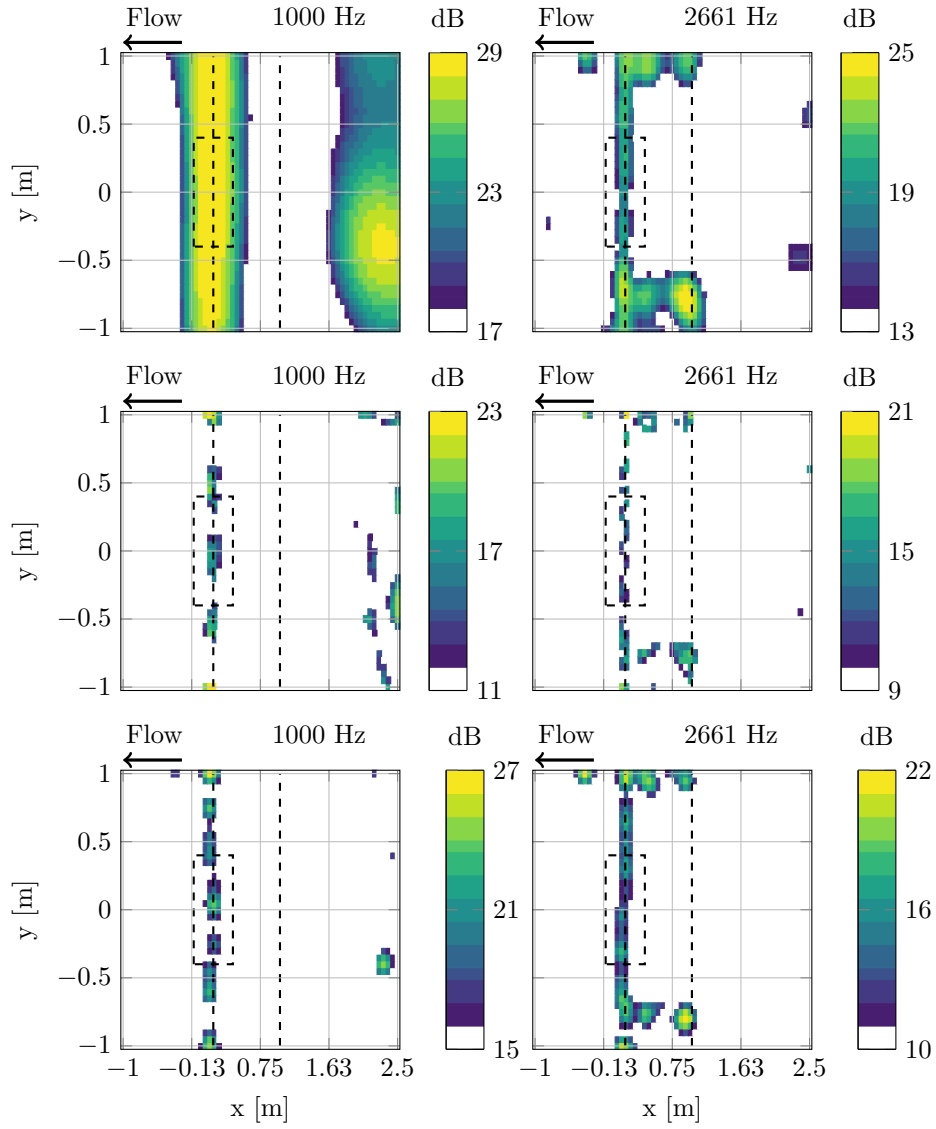 Flow 1000 Hz dB Flow 2661 Hz dB
1 29 25
0.5
y [m] 0 23 19
−0.5
−1 17 13
Flow 1000 Hz dB Flow 2661 Hz dB
1 23 21
0.5
y [m] 0 17 15
−0.5
−1 11 9
Flow 1000 Hz dB Flow 2661 Hz dB
1 27 22
0.5
y [m] 0 21 16
−0.5
−1 15 10
−1 −0.13 0.75 1.63 2.5 −1 −0.13 0.75 1.63 2.5
x [m] x [m]